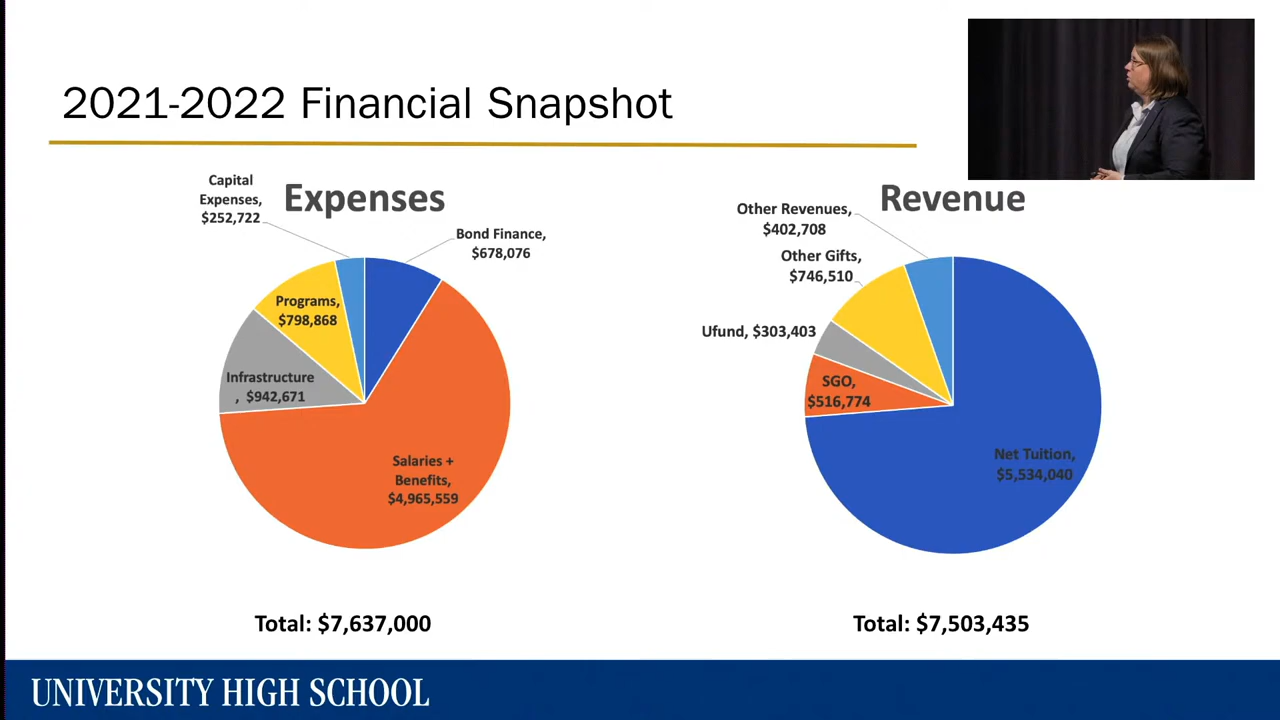 2021-2022 Financial Snapshot
Expenses
Capital
Expenses,
$252,722
Bond Finance,
$678,076
Programs,
$798,868
Infrastructure
, $942,671
Salaries +
Benefits,
$4,965,559
Total: $7,637,000
Revenue
Other Revenues,
$402,708
Other Gifts,
$746,510
Ufund, $303,403
SGO,
$516,774
Net Tuition,
$5,534,040
Total: $7,503,435
UNIVERSITY HIGH SCHOOL